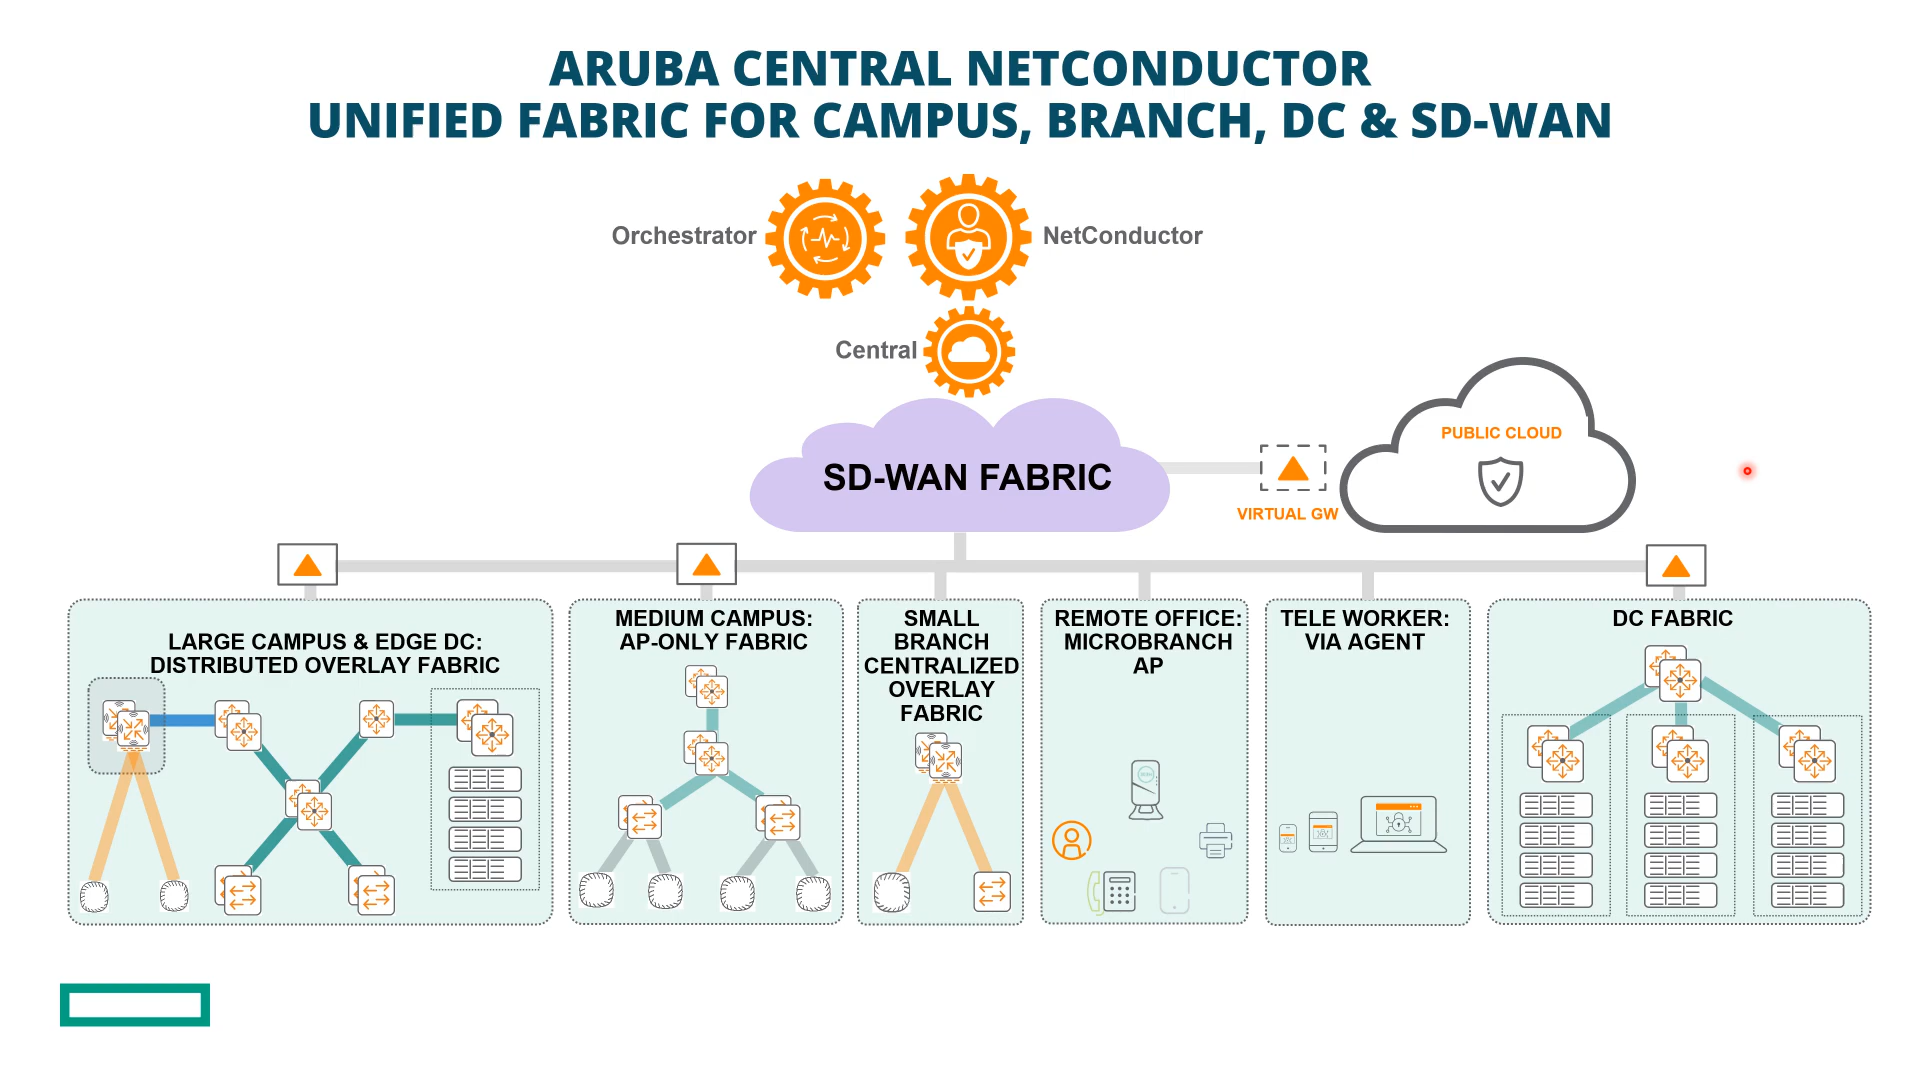 ARUBA CENTRAL NETCONDUCTOR
UNIFIED FABRIC FOR CAMPUS, BRANCH, DC & SD-WAN
Orchestrator
NetConductor
Central
SD-WAN FABRIC
PUBLIC CLOUD
VIRTUAL GW
LARGE CAMPUS & EDGE DC:
DISTRIBUTED OVERLAY FABRIC
MEDIUM CAMPUS:
AP-ONLY FABRIC
SMALL
BRANCH
CENTRALIZED
OVERLAY
FABRIC
REMOTE OFFICE:
MICROBRANCH
AP
TELE WORKER:
VIA AGENT
DC FABRIC